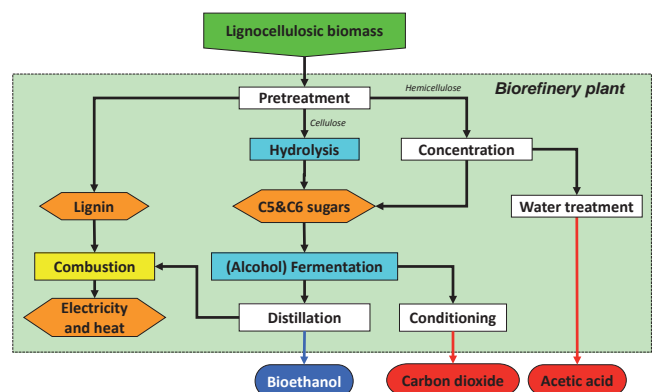 Lignocellulosic biomass
Biorefinery plant
Hemicellulose
Pretreatment
Cellulose
Hydrolysis
Concentration
Lignin
C5&C6 sugars
Water treatment
Combustion
(Alcohol) Fermentation
Electricity
and heat
Distillation
Conditioning
Bioethanol
Carbon dioxide
Acetic acid